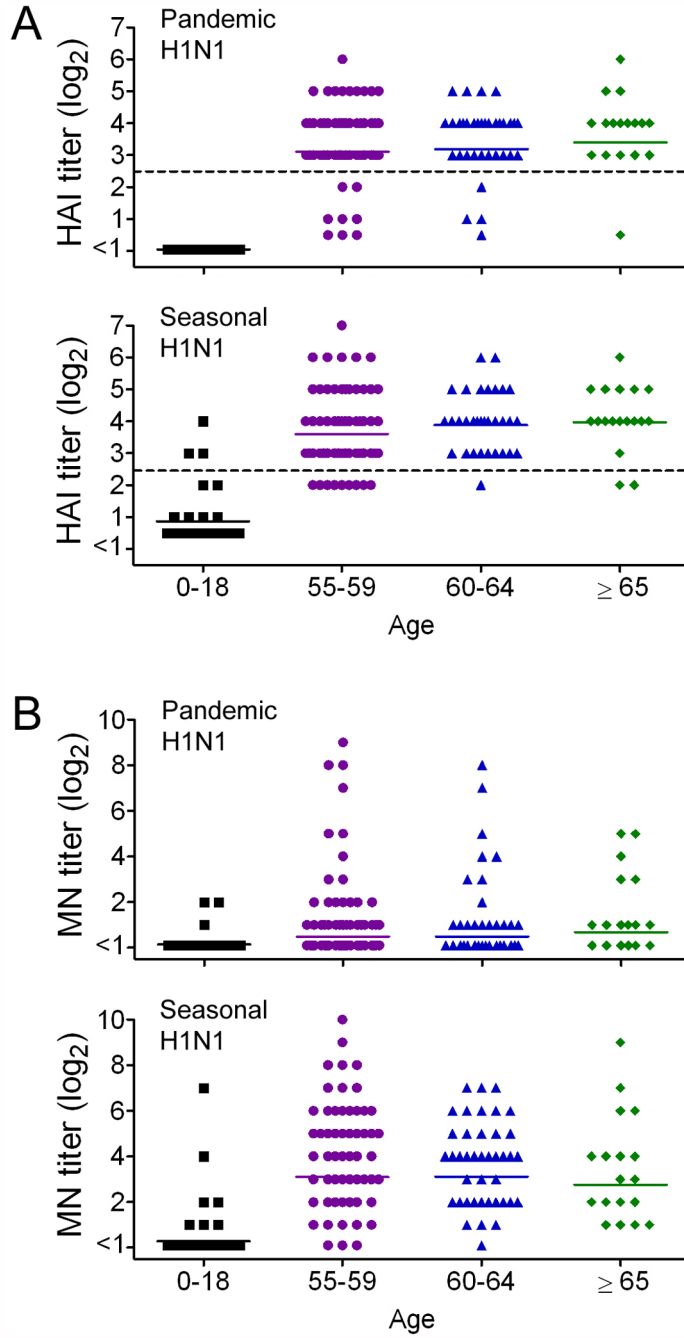 A
Pandemic
H1N1
HAI titer (log2)
7
6
5
4
3
2
1
<1
Seasonal
H1N1
HAI titer (log2)
7
6
5
4
3
2
1
<1
0-18 55-59 60-64 ≥ 65
Age
B
Pandemic
H1N1
MN titer (log2)
10
8
6
4
2
<1
Seasonal
H1N1
MN titer (log2)
10
8
6
4
2
<1
0-18 55-59 60-64 ≥ 65
Age